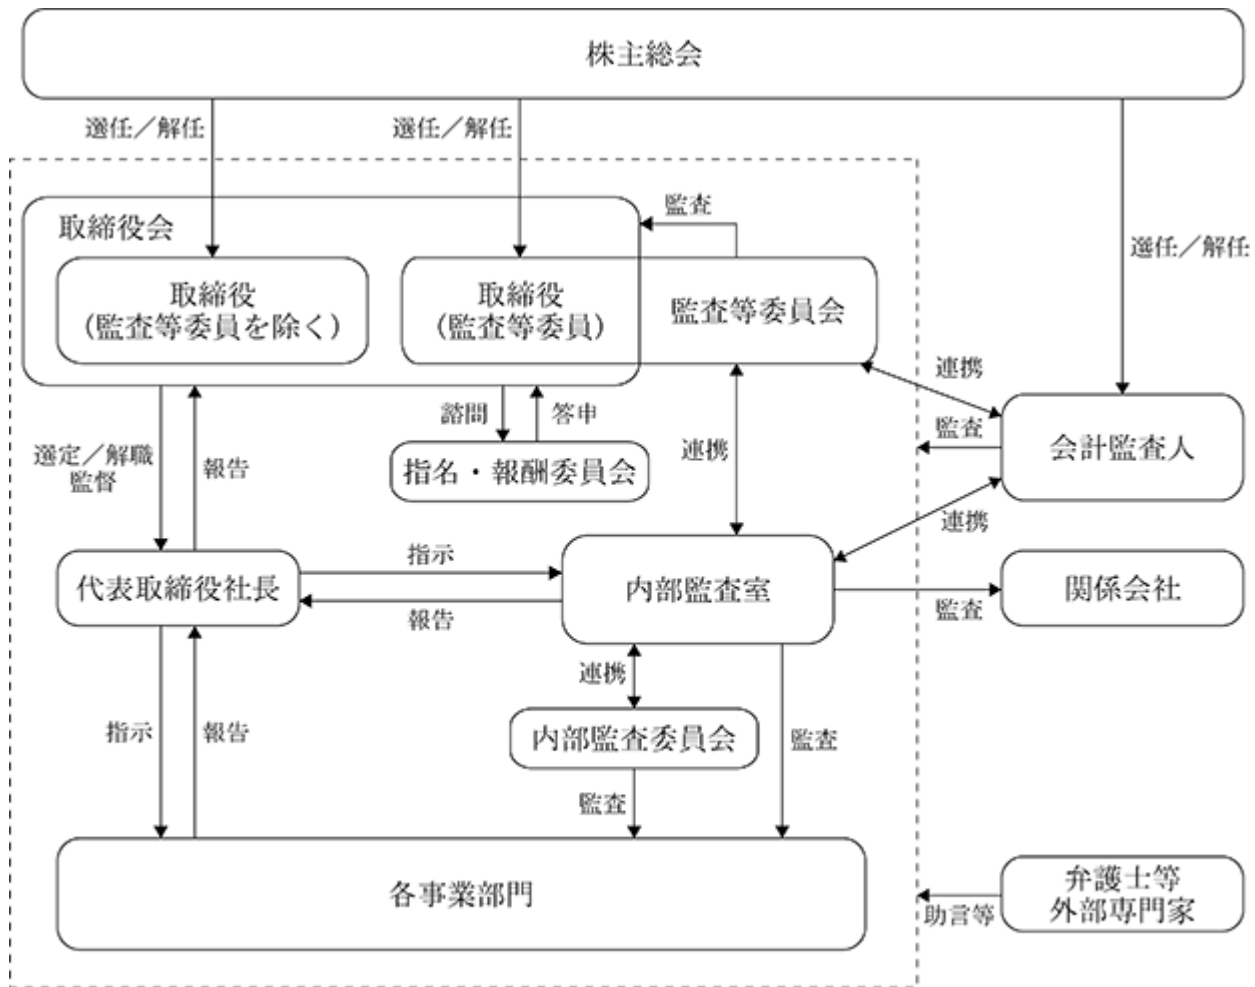 株主総会
選任／解任
選任／解任
選任／解任
取締役会
監査
取締役
（監査等委員を除く）
取締役
（監査等委員）
監査等委員会
連携
諮問
答申
連携
監査
会計監査人
選定／解職
監督
報告
指名・報酬委員会
連携
代表取締役社長
指示
報告
内部監査室
監査
関係会社
連携
指示
報告
内部監査委員会
監査
監査
各事業部門
助言等
弁護士等
外部専門家